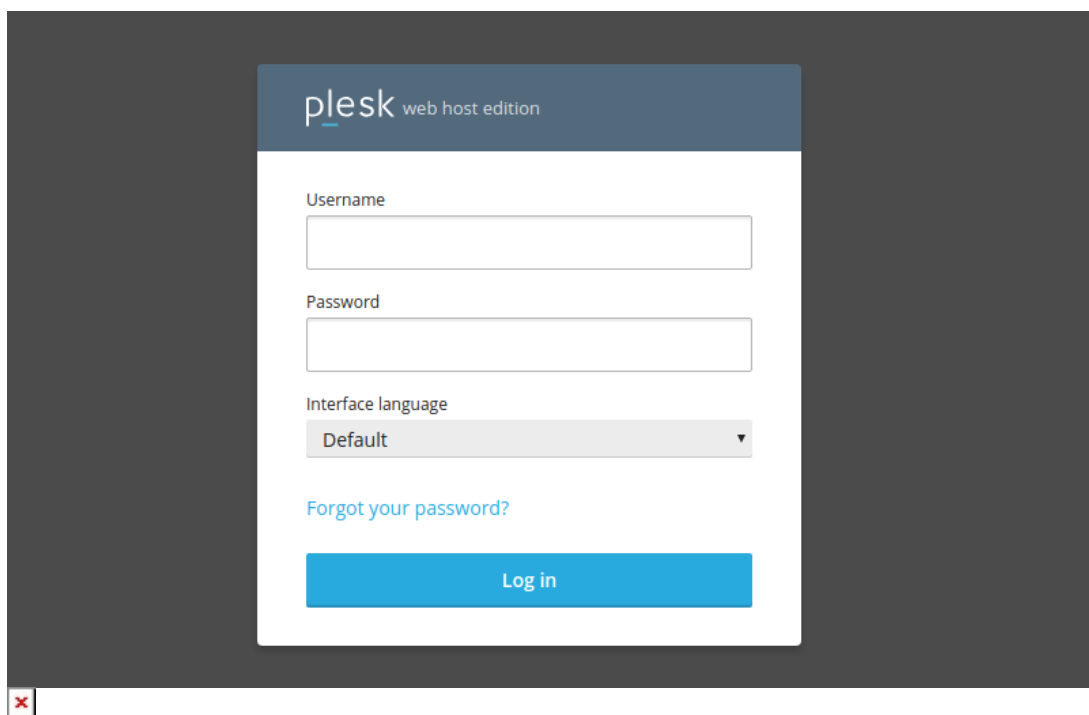 plesk web host edition
Username
Password
Interface language
Default
Forgot your password?
Log in